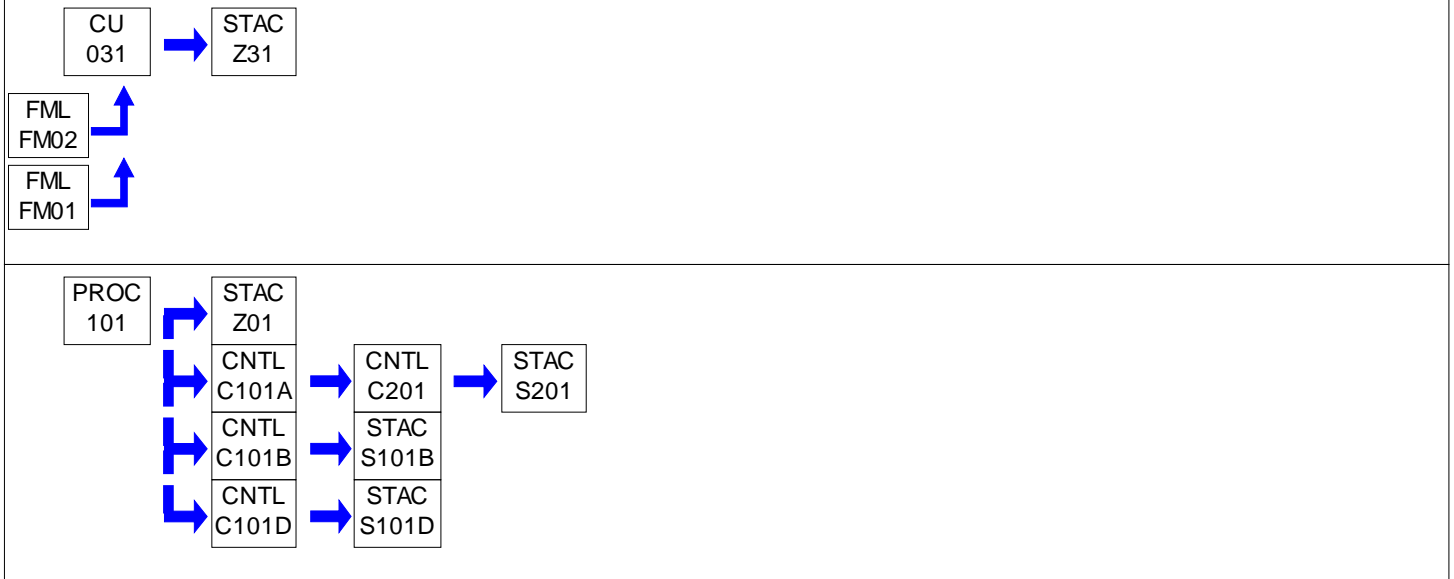 CU
031
STAC
Z31
FML
FM02
FML
FM01
PROC
101
STAC
Z01
CNTL
C101A
CNTL
C201
STAC
S201
CNTL
C101B
STAC
S101B
CNTL
C101D
STAC
S101D